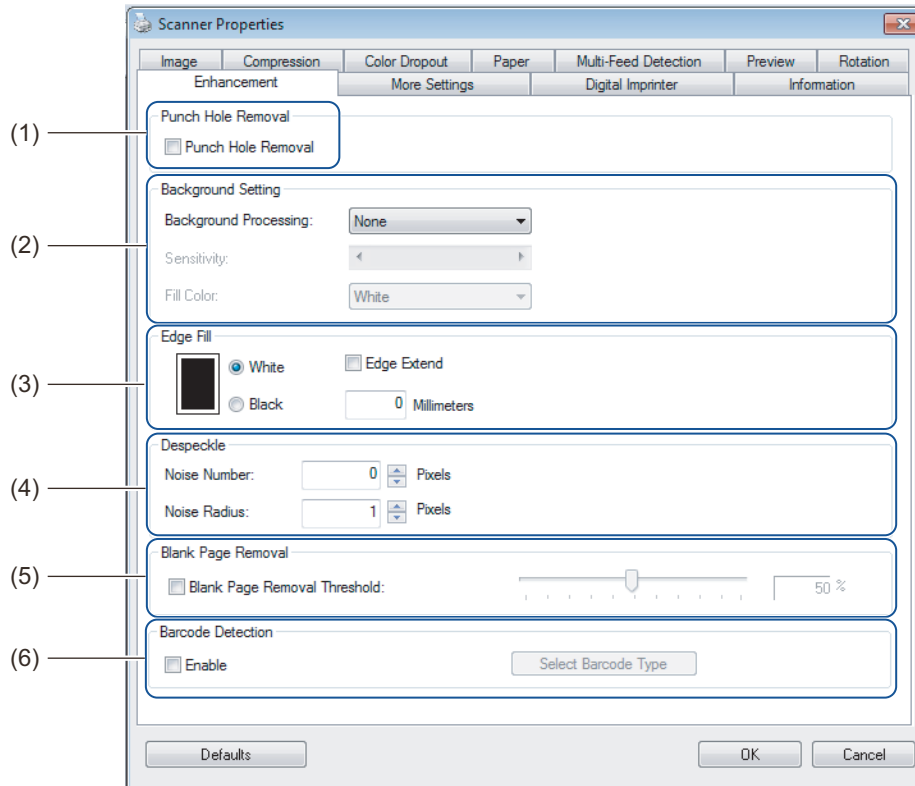 Scanner Properties
Image Compression Color Dropout Paper Multi-Feed Detection Preview Rotation
Enhancement More Settings Digital Imprinter Information
(1)
Punch Hole Removal
Punch Hole Removal
(2)
Background Setting
Background Processing: None
Sensitivity:
Fill Color: White
(3)
Edge Fill
White Edge Extend
Black 0 Millimeters
(4)
Despeckle
Noise Number: 0 Pixels
Noise Radius: 1 Pixels
(5)
Blank Page Removal
Blank Page Removal Threshold: 50 %
(6)
Barcode Detection
Enable Select Barcode Type
Defaults OK Cancel